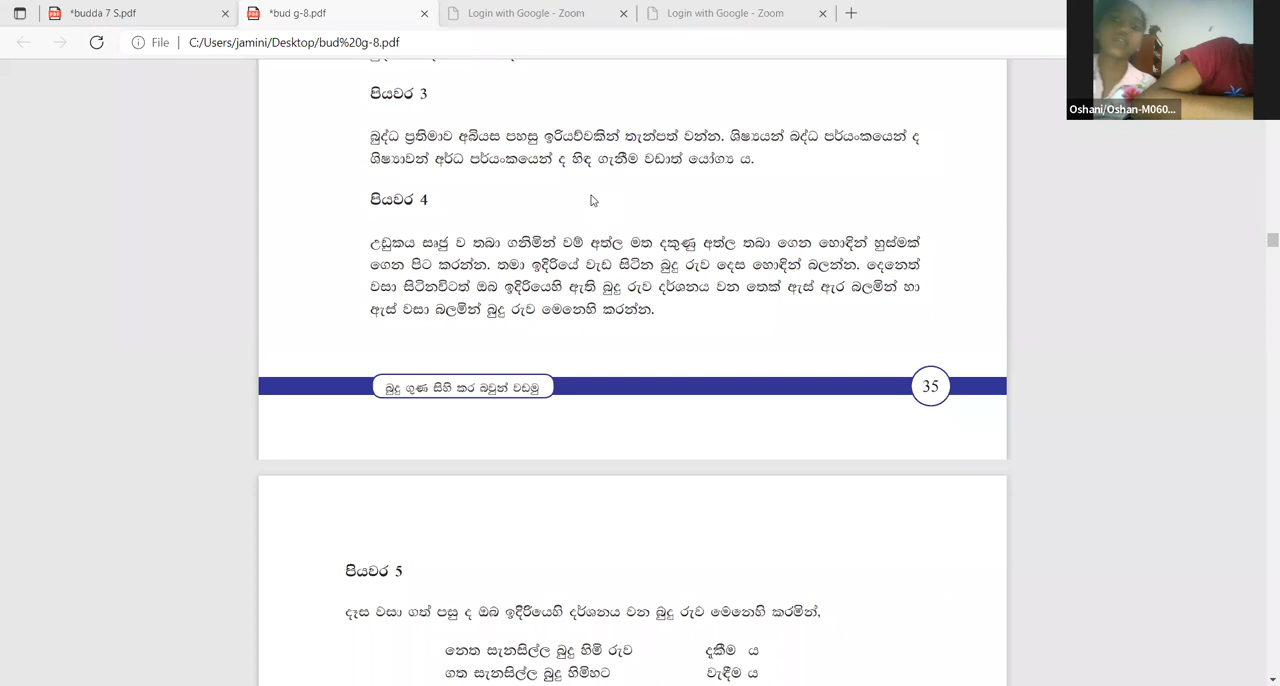 *budda 7 S.pdf
*bud g-8.pdf
Login with Google - Zoom
Login with Google - Zoom
File
C:/Users/jamini/Desktop/bud%20g-8.pdf
Oshani/Oshan-M060...
පියවර 3
බුද්ධ ප්‍රතිමාව අබියස පහසු ඉරියව්වකින් තැන්පත් වන්න. ශිෂ්‍යයන් බද්ධ පර්යංකයෙන් ද
ශිෂ්‍යාවන් අර්ධ පර්යංකයෙන් ද හිඳ ගැනීම වඩාත් යෝග්‍ය ය.
පියවර 4
උඩුකය සෘජු ව තබා ගනිමින් වම් අත්ල මත දකුණු අත්ල තබා ගෙන හොඳින් හුස්මක්
ගෙන පිට කරන්න. තමා ඉදිරියේ වැඩ සිටින බුදු රුව දෙස හොඳින් බලන්න. දෙනෙත්
වසා සිටිනවිටත් ඔබ ඉදිරියෙහි ඇති බුදු රුව දර්ශනය වන තෙක් ඇස් ඇර බලමින් හා
ඇස් වසා බලමින් බුදු රුව මෙනෙහි කරන්න.
බුදු ගුණ සිහි කර බවුන් වඩමු
35
පියවර 5
දෑස වසා ගත් පසු ද ඔබ ඉදිරියෙහි දර්ශනය වන බුදු රුව මෙනෙහි කරමින්,
නෙත සැනසිල්ල බුදු හිමි රුව දැකීම ය
ගත සැනසිල්ල බුදු හිමිහට වැඳීම ය